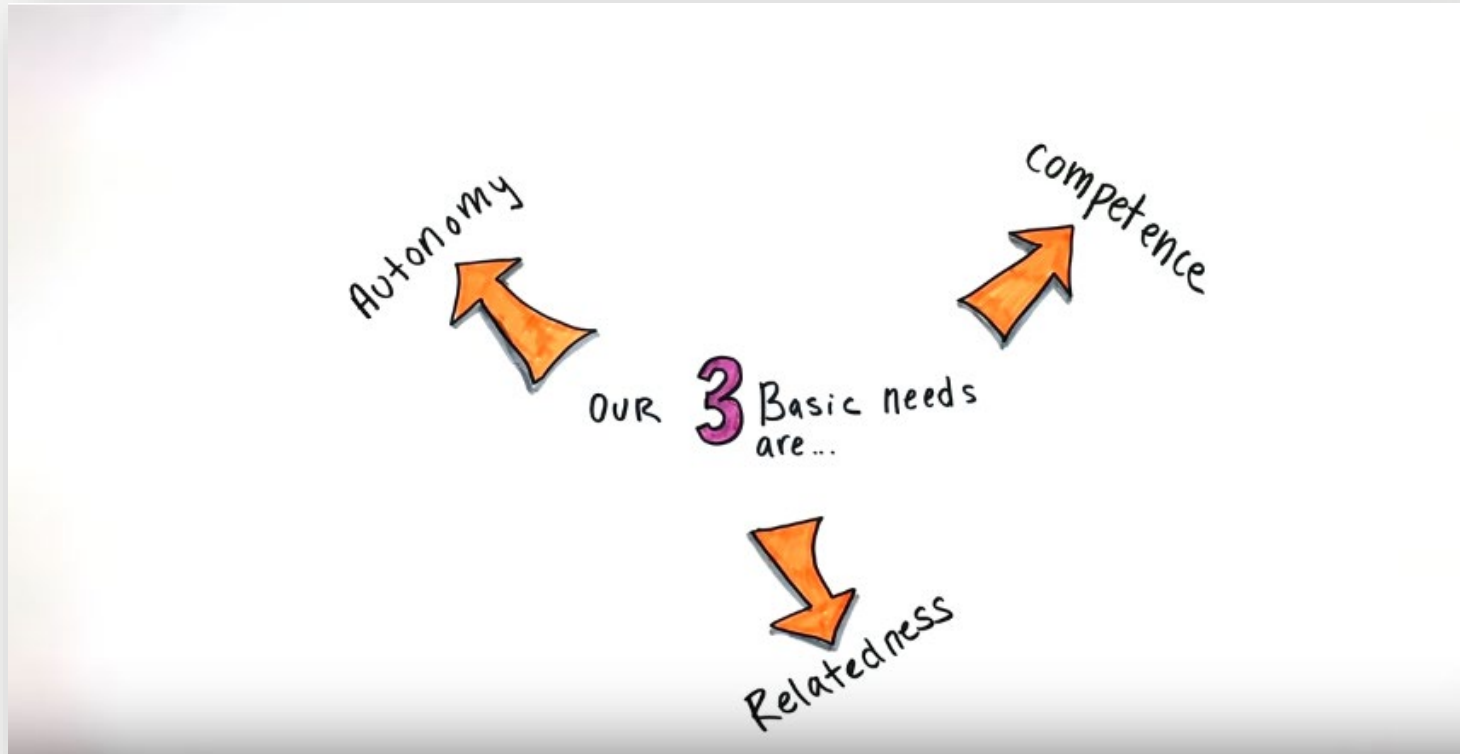 Autonomy
competence
OUR 3 Basic needs
are...
Relatedness